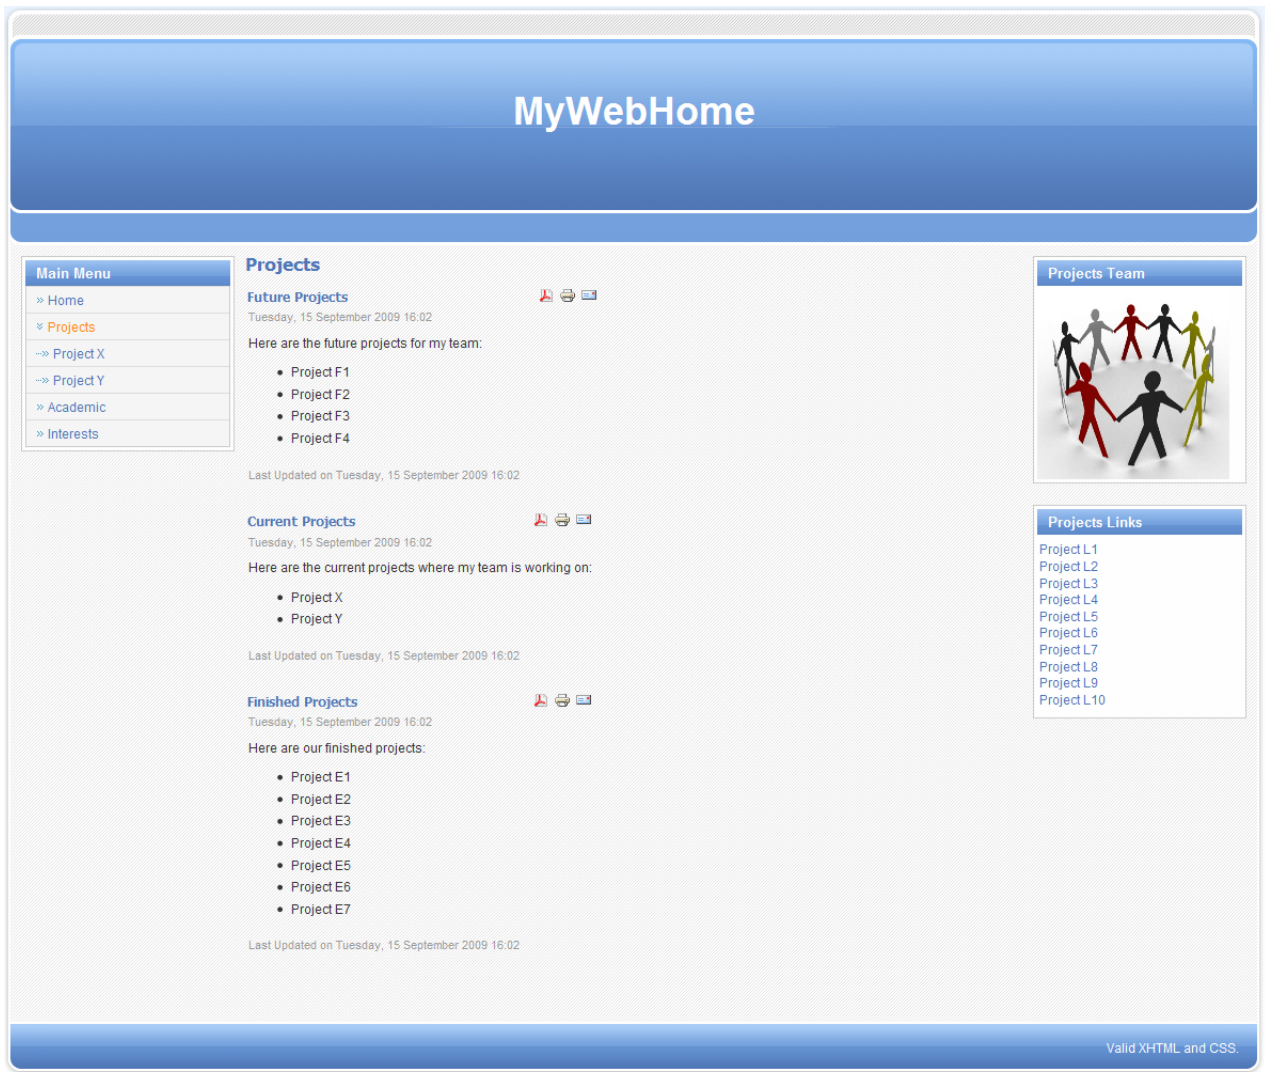 MyWebHome
Main Menu
» Home
Projects
Project X
Project Y
» Academic
» Interests
Projects
Future Projects
Tuesday, 15 September 2009 16:02
Here are the future projects for my team:
• Project F1
• Project F2
• Project F3
• Project F4
Last Updated on Tuesday, 15 September 2009 16:02
Current Projects
Tuesday, 15 September 2009 16:02
Here are the current projects where my team is working on:
• Project X
• Project Y
Last Updated on Tuesday, 15 September 2009 16:02
Finished Projects
Tuesday, 15 September 2009 16:02
Here are our finished projects:
• Project E1
• Project E2
• Project E3
• Project E4
• Project E5
• Project E6
• Project E7
Last Updated on Tuesday, 15 September 2009 16:02
Projects Team
Projects Links
Project L1
Project L2
Project L3
Project L4
Project L5
Project L6
Project L7
Project L8
Project L9
Project L10
Valid XHTML and CSS.